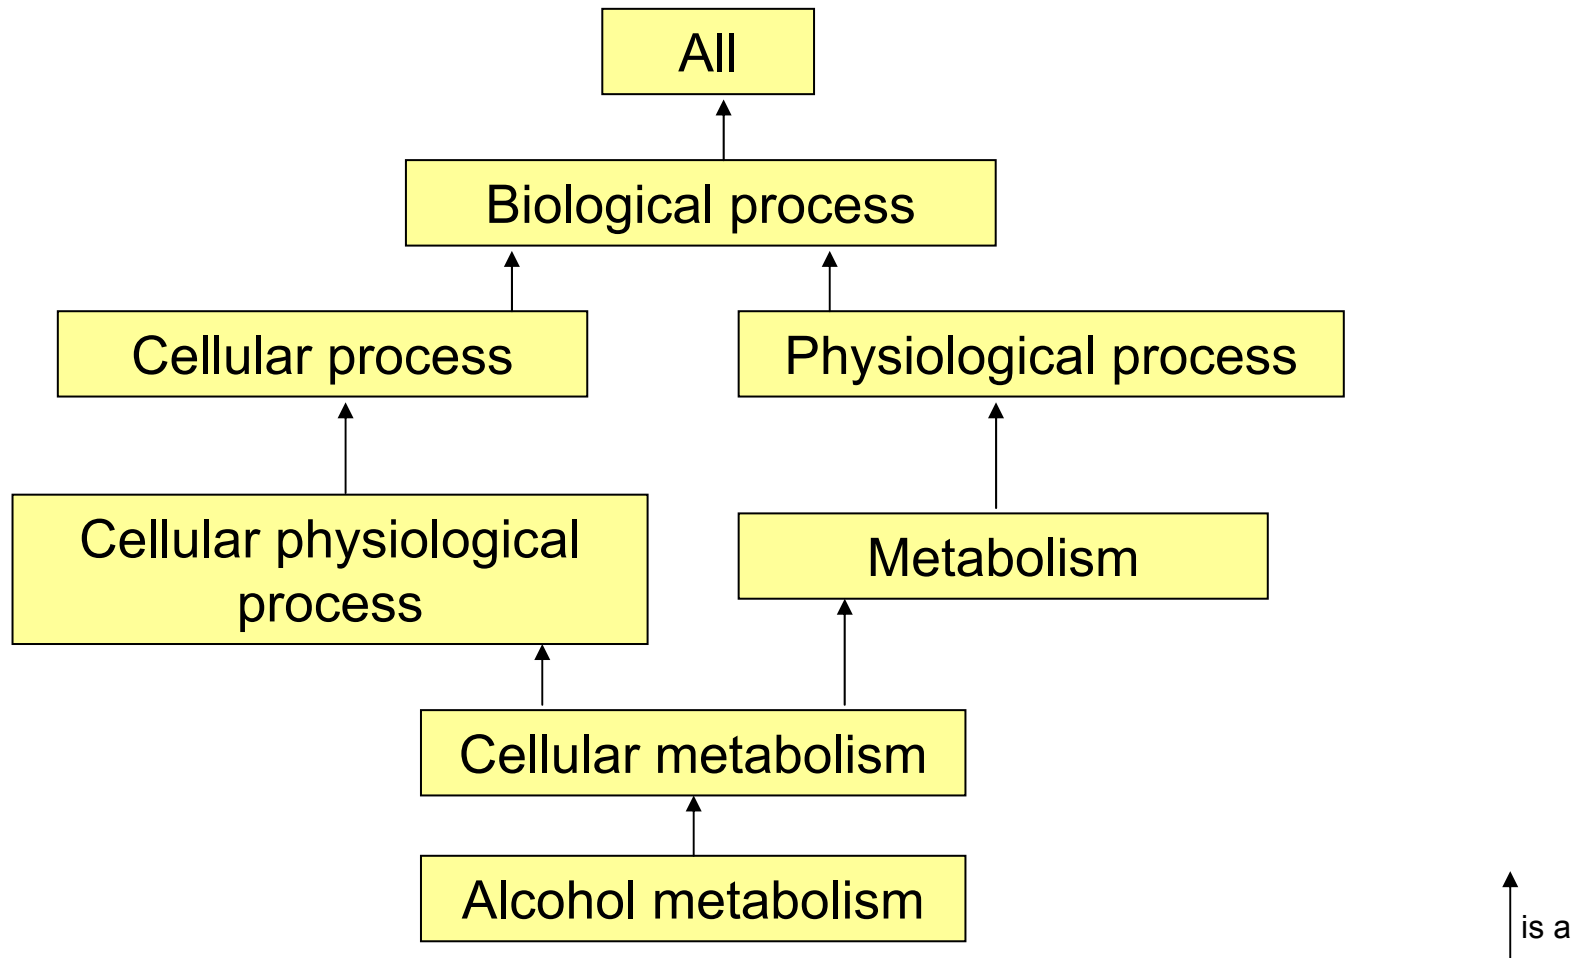 All
Biological process
Cellular process
Physiological process
Cellular physiological
process
Metabolism
Cellular metabolism
Alcohol metabolism
is a